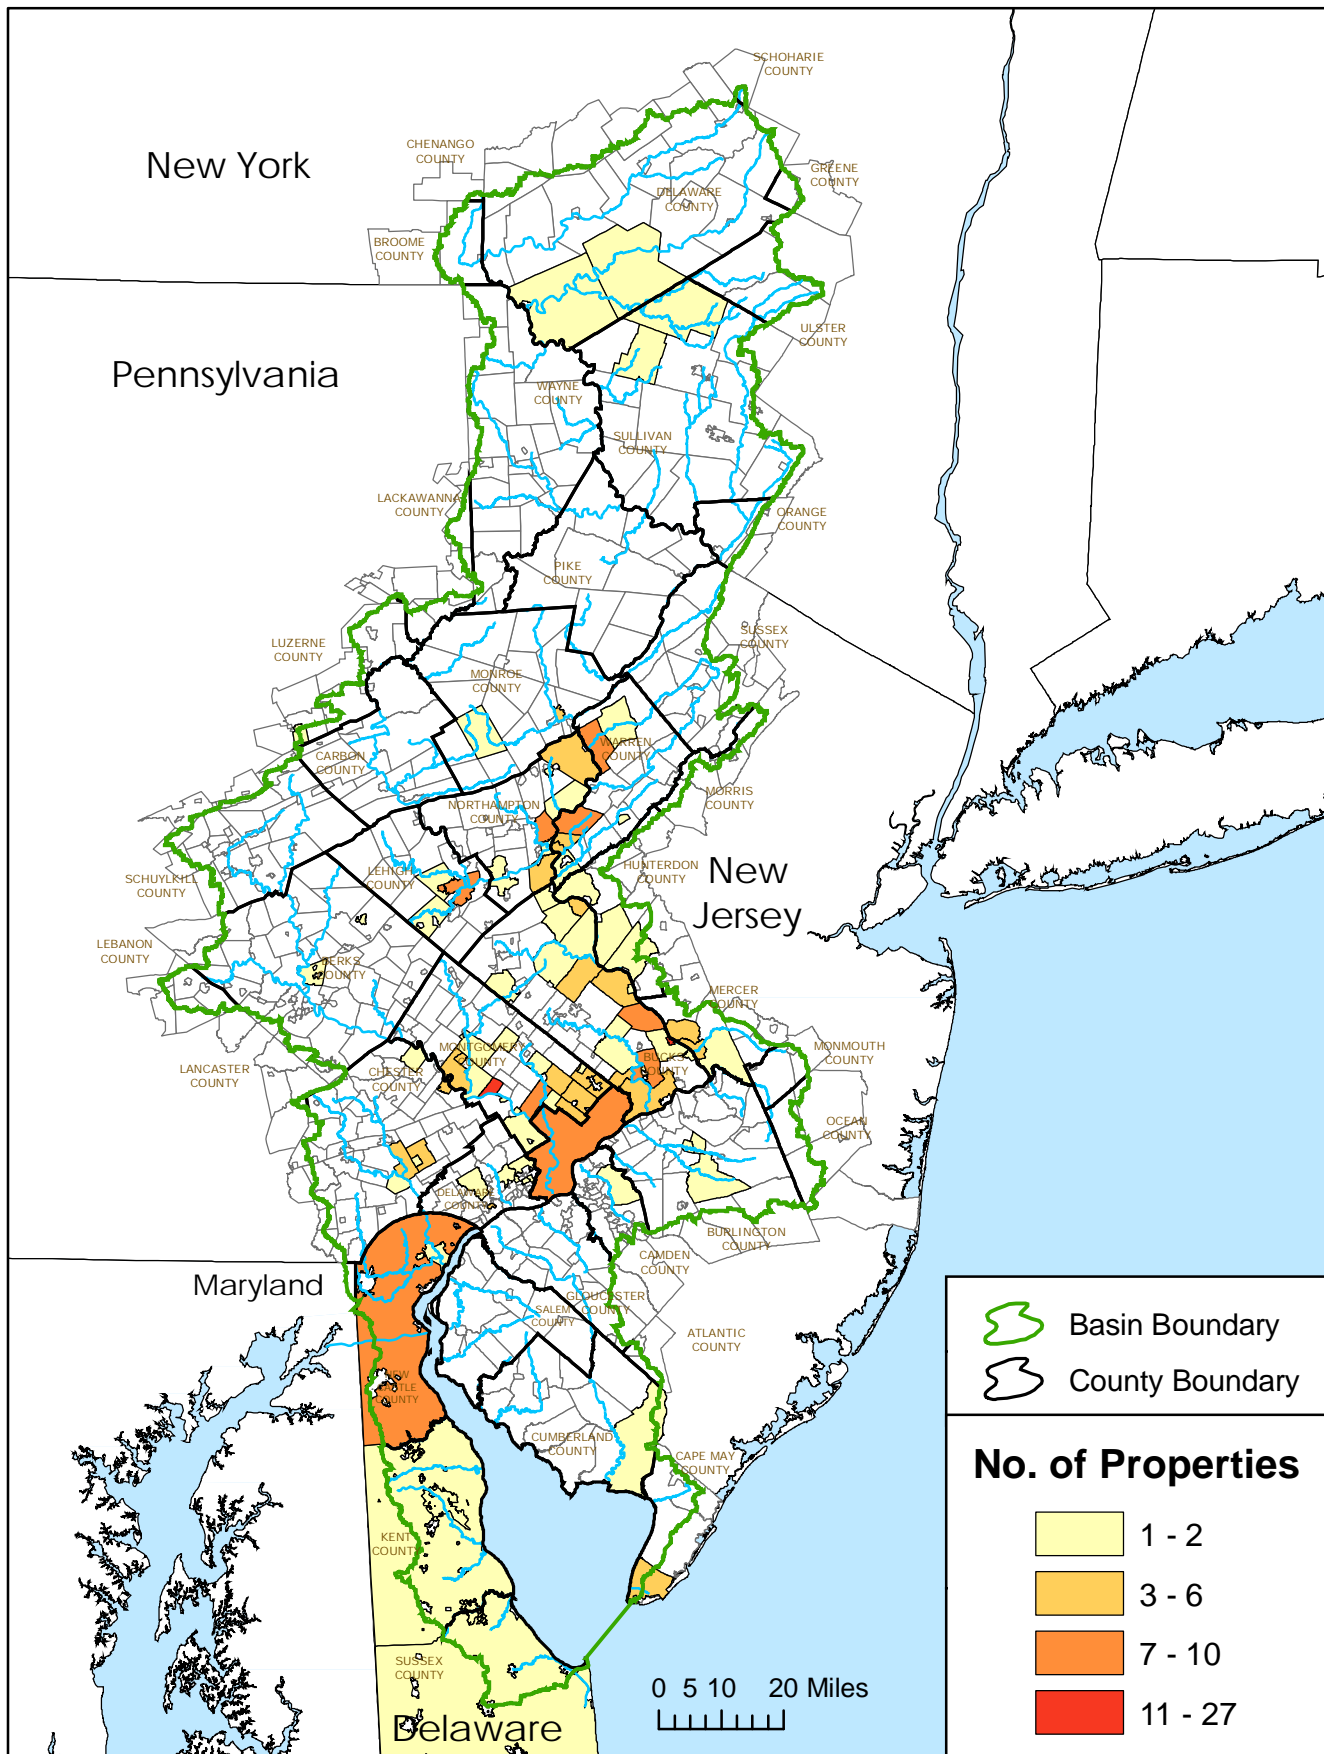 SCHOHARIE
COUNTY
CHENANGO
COUNTY
New York
GREENE
COUNTY
DELAWARE
COUNTY
BROOME
COUNTY
ULSTER
COUNTY
Pennsylvania
WAYNE
COUNTY
SULLIVAN
COUNTY
LACKAWANNA
COUNTY
ORANGE
COUNTY
PIKE
COUNTY
SUSSEX
COUNTY
LUZERNE
COUNTY
MONROE
COUNTY
WARREN
COUNTY
CARBON
COUNTY
MORRIS
COUNTY
NORTHAMPTON
COUNTY
HUNTERDON
COUNTY
New
Jersey
LEHIGH
COUNTY
SCHUYLKILL
COUNTY
LEBANON
COUNTY
BERKS
COUNTY
MERCER
COUNTY
MONMOUTH
COUNTY
MONTGOMERY
COUNTY
BUCKS
COUNTY
LANCASTER
COUNTY
CHESTER
COUNTY
OCEAN
COUNTY
DELAWARE
COUNTY
BURLINGTON
COUNTY
CAMDEN
COUNTY
Maryland
GLOUCESTER
COUNTY
SALEM
COUNTY
ATLANTIC
COUNTY
NEW
CASTLE
COUNTY
CUMBERLAND
COUNTY
CAPE MAY
COUNTY
KENT
COUNTY
SUSSEX
COUNTY
Delaware
0 5 10 20 Miles
Basin Boundary
County Boundary
No. of Properties
1 - 2
3 - 6
7 - 10
11 - 27